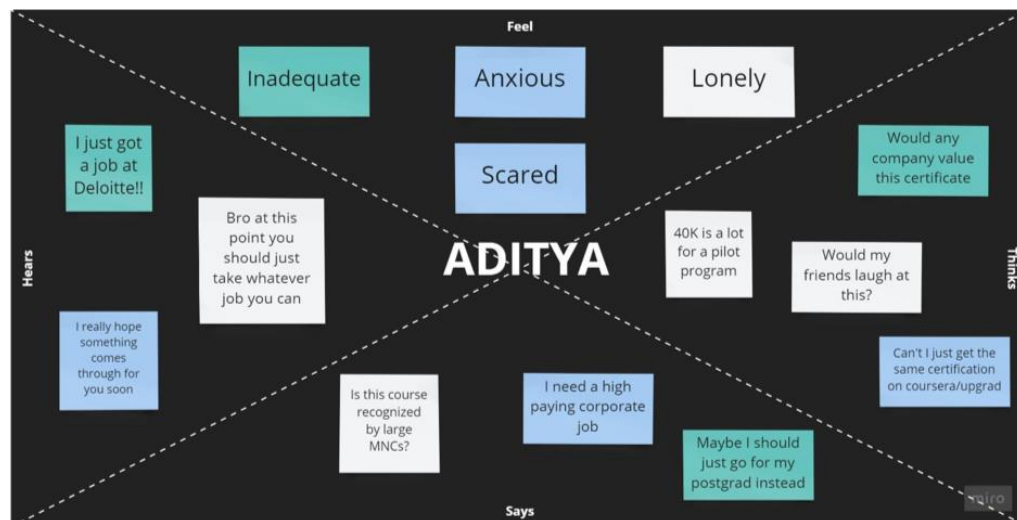 Feel
Inadequate
Anxious
Lonely
Scared
I just got
a job at
Deloitte!!
Bro at this
point you
should just
take whatever
job you can
I really hope
something
comes
through for
you soon
Hears
ADITYA
Would any
company value
this certificate
40K is a lot
for a pilot
program
Would my
friends laugh at
this?
Can't I just get the
same certification
on coursera/upgrad
Thinks
Is this course
recognized
by large
MNCs?
I need a high
paying corporate
job
Maybe I should
just go for my
postgrad instead
Says
miro